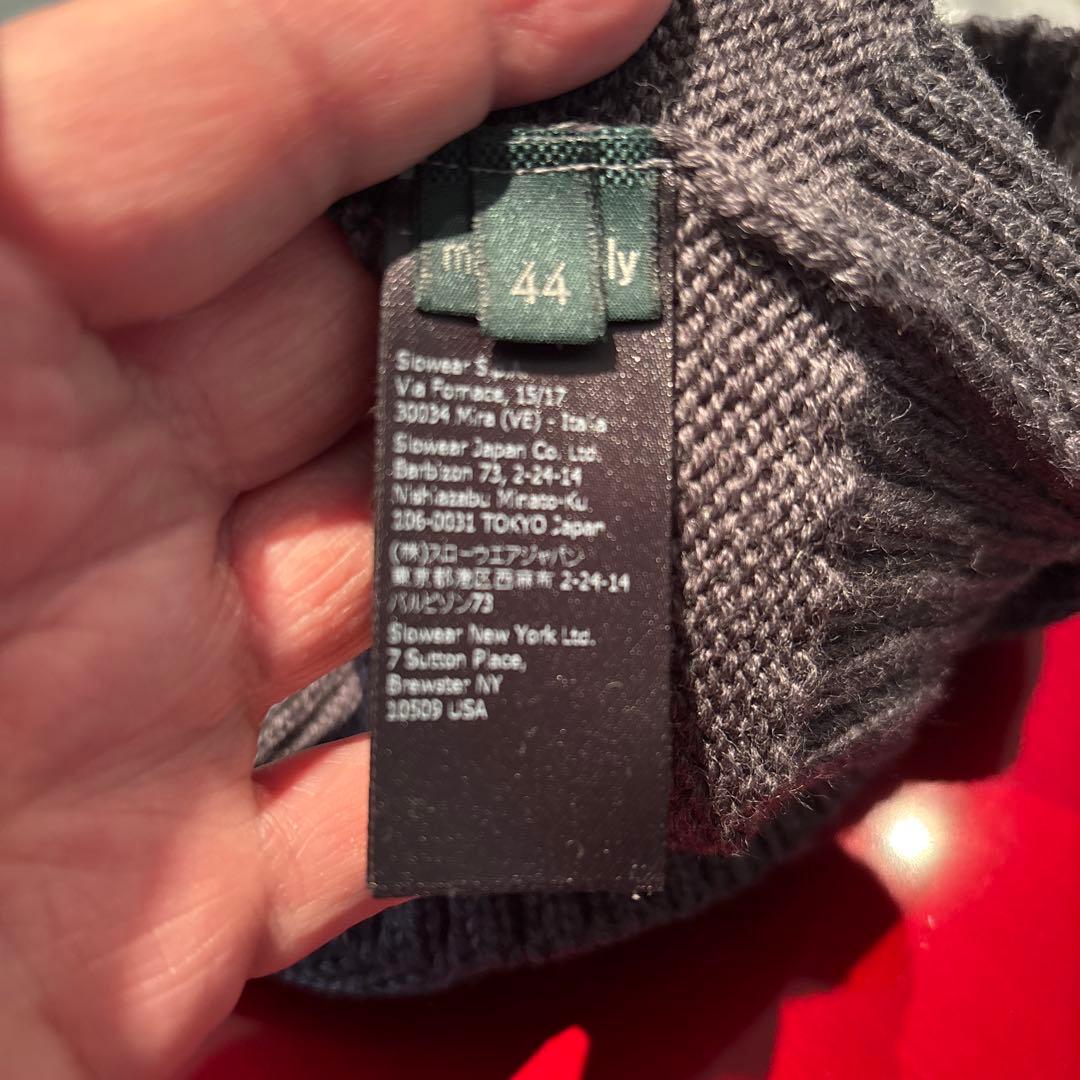 m
44
ly
Slowear S.p.
Via Fornace, 15/17
30034 Mira (VE) - Italia
Slowear Japan Co. Ltd.
Barbizon 73, 2-24-14
Nishiazabu Minato-Ku.
106-0031 TOKYO Japan
(株)スローウエアジャパン
東京都港区西麻布 2-24-14
バルビゾン73
Slowear New York Ltd.
7 Sutton Place,
Brewster NY
10509 USA